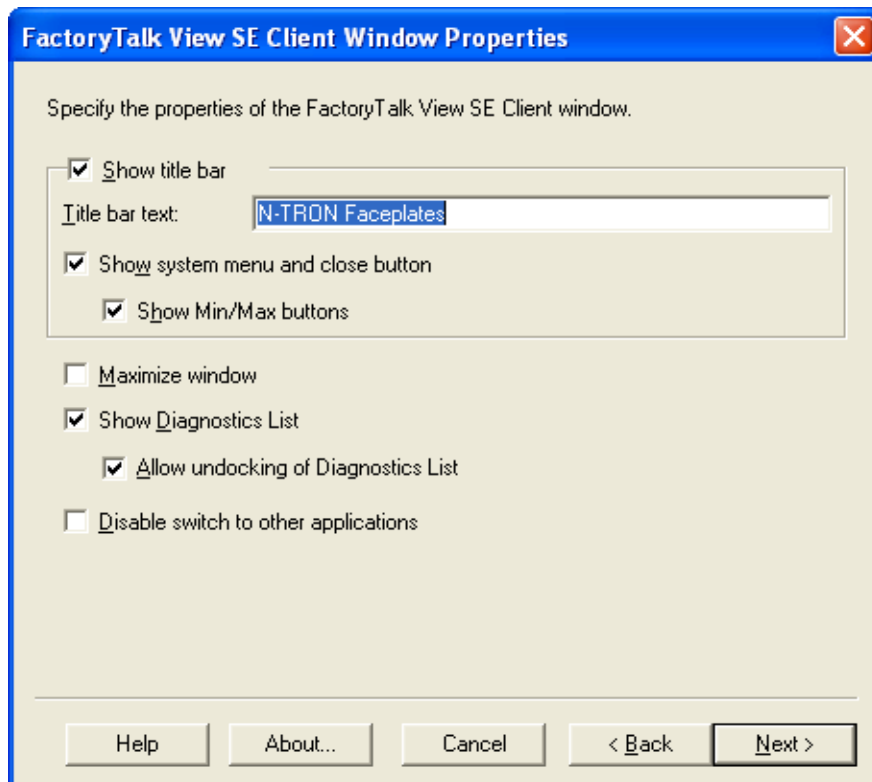 FactoryTalk View SE Client Window Properties
Specify the properties of the FactoryTalk View SE Client window.
Show title bar
Title bar text: N-TRON Faceplates
Show system menu and close button
Show Min/Max buttons
Maximize window
Show Diagnostics List
Allow undocking of Diagnostics List
Disable switch to other applications
Help About... Cancel < Back Next >